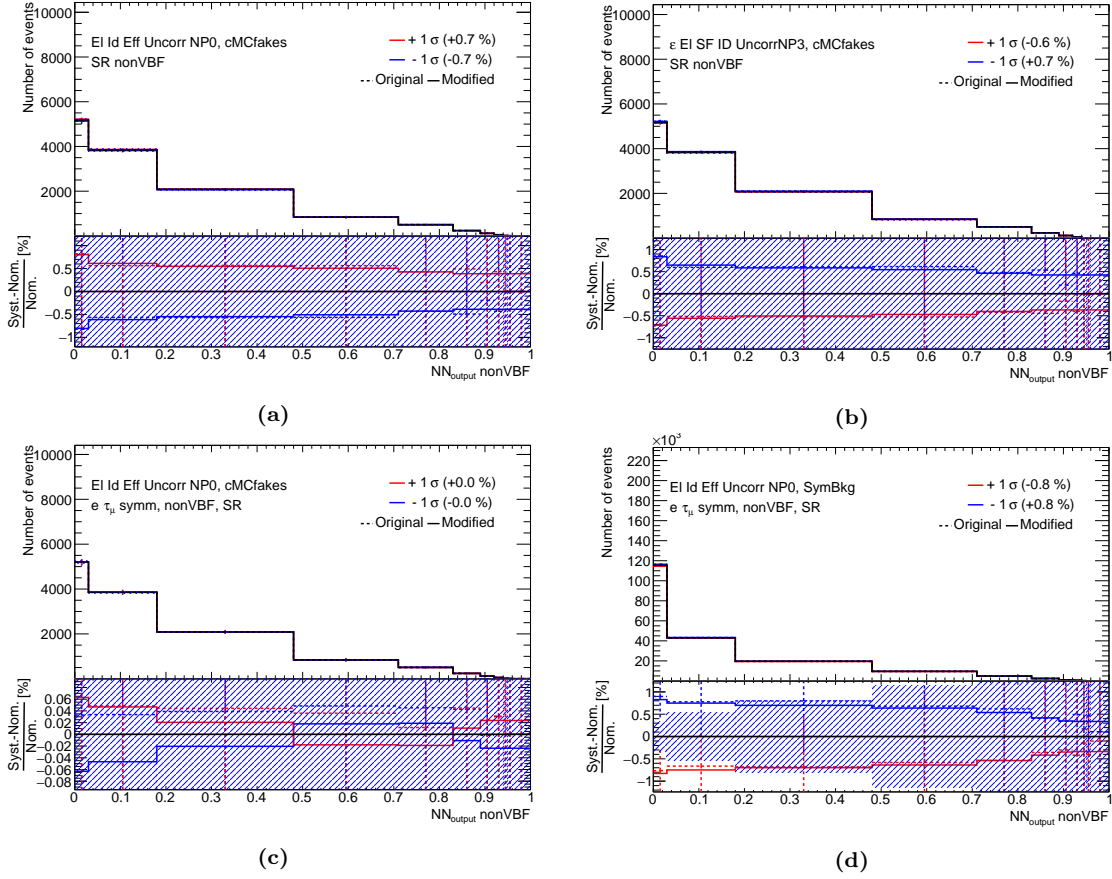 Number of events
10000
8000
6000
4000
2000
El Id Eff Uncorr NP0, cMCfakes
SR nonVBF
+ 1 σ (+0.7 %)
- 1 σ (-0.7 %)
Original Modified
Syst.-Nom.
Nom.
[%]
0.5
0
−0.5
−1
0 0.1 0.2 0.3 0.4 0.5 0.6 0.7 0.8 0.9 1
NNoutput nonVBF
(a)
Number of events
10000
8000
6000
4000
2000
ε El SF ID UncorrNP3, cMCfakes
SR nonVBF
+ 1 σ (-0.6 %)
- 1 σ (+0.7 %)
Original Modified
Syst.-Nom.
Nom.
[%]
1
0.5
0
−0.5
−1
0 0.1 0.2 0.3 0.4 0.5 0.6 0.7 0.8 0.9 1
NNoutput nonVBF
(b)
Number of events
10000
8000
6000
4000
2000
El Id Eff Uncorr NP0, cMCfakes
e τμ symm, nonVBF, SR
+ 1 σ (+0.0 %)
- 1 σ (-0.0 %)
Original Modified
Syst.-Nom.
Nom.
[%]
0.06
0.04
0.02
0
−0.02
−0.04
−0.06
−0.08
0 0.1 0.2 0.3 0.4 0.5 0.6 0.7 0.8 0.9 1
NNoutput nonVBF
(c)
×10³
Number of events
220
200
180
160
140
120
100
80
60
40
20
El Id Eff Uncorr NP0, SymBkg
e τμ symm, nonVBF, SR
+ 1 σ (-0.8 %)
- 1 σ (+0.8 %)
Original Modified
Syst.-Nom.
Nom.
[%]
1
0.5
0
−0.5
−1
0 0.1 0.2 0.3 0.4 0.5 0.6 0.7 0.8 0.9 1
NNoutput nonVBF
(d)